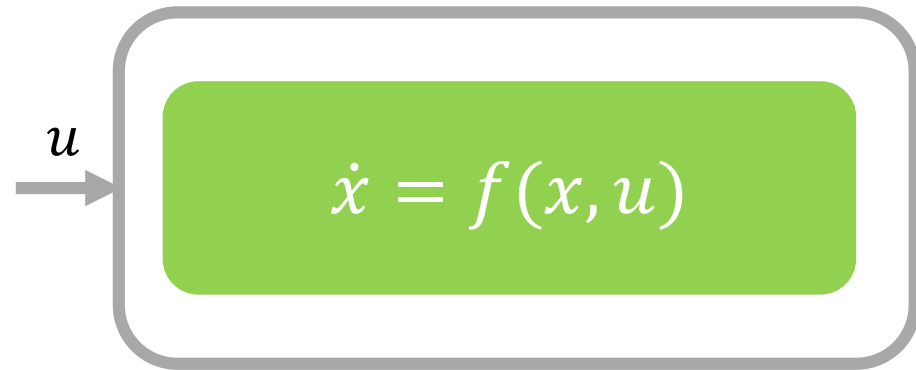 u
ẋ = f(x, u)